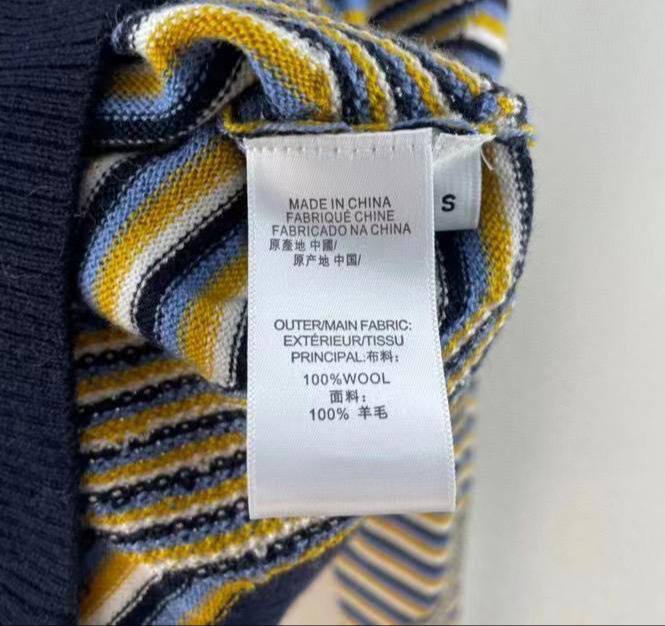 MADE IN CHINA
FABRIQUÉ CHINE
FABRICADO NA CHINA
原產地 中國/
原产地 中国/
S
OUTER/MAIN FABRIC:
EXTÉRIEUR/TISSU
PRINCIPAL:布料:
100%WOOL
面料:
100% 羊毛